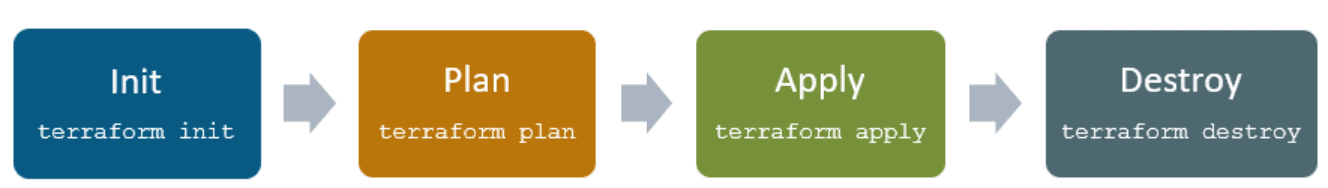 Init
terraform init
Plan
terraform plan
Apply
terraform apply
Destroy
terraform destroy